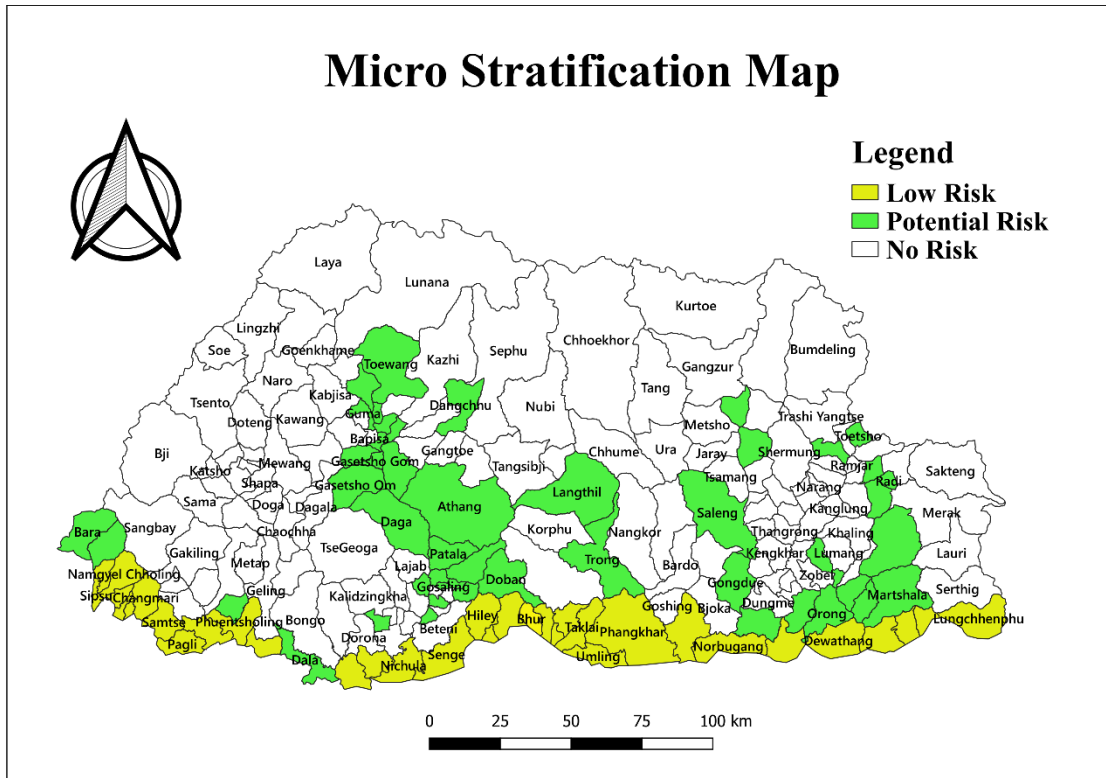 Micro Stratification Map
Legend
Low Risk
Potential Risk
No Risk
Laya
Lunana
Kurtoe
Lingzhi
Chhoekhor
Soe
Goenkhame
Kazhi
Sephu
Bumdeling
Toewang
Gangzur
Naro
Tang
Tsento
Kabjisa
Dangchhu
Nubi
Guma
Trashi Yangtse
Doteng
Kawang
Metsho
Bapisa
Toetsho
Bji
Gangtoe
Chhume
Ura
Jaray
Shermung
Katsho
Mewang
Gasetsho Gom
Tangsibji
Ramjar
Sakteng
Shapa
Gasetsho Om
Tsamang
Narang
Radi
Sama
Doga
Dagala
Athang
Langthil
Saleng
Kanglung
Merak
Bara
Sangbay
Chaochha
Daga
Korphu
Nangkor
Thangrong
Khaling
Gakiling
TseGeoga
Patala
Kengkhar
Lumang
Lauri
Metap
Lajab
Trong
Bardo
Namgyel Chholing
Gosaling
Doban
Gongdue
Zobel
Sipsu
Changmari
Geling
Kalidzingkha
Goshing
Bjoka
Dungme
Martshala
Serthig
Samtse
Phuentsholing
Bongo
Hiley
Bhur
Orong
Lungchhenphu
Pagli
Dorona
Beteni
Taklai
Phangkhar
Norbugang
Dewathang
Dala
Nichula
Senge
Umling
0 25 50 75 100 km